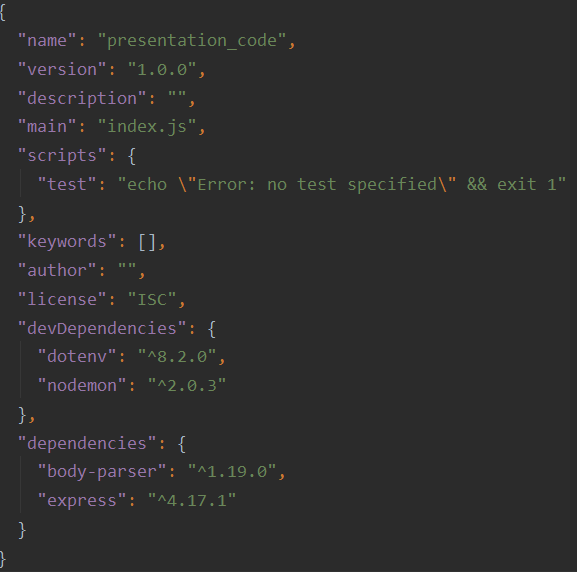 {
  "name": "presentation_code",
  "version": "1.0.0",
  "description": "",
  "main": "index.js",
  "scripts": {
    "test": "echo \"Error: no test specified\" && exit 1"
  },
  "keywords": [],
  "author": "",
  "license": "ISC",
  "devDependencies": {
    "dotenv": "^8.2.0",
    "nodemon": "^2.0.3"
  },
  "dependencies": {
    "body-parser": "^1.19.0",
    "express": "^4.17.1"
  }
}